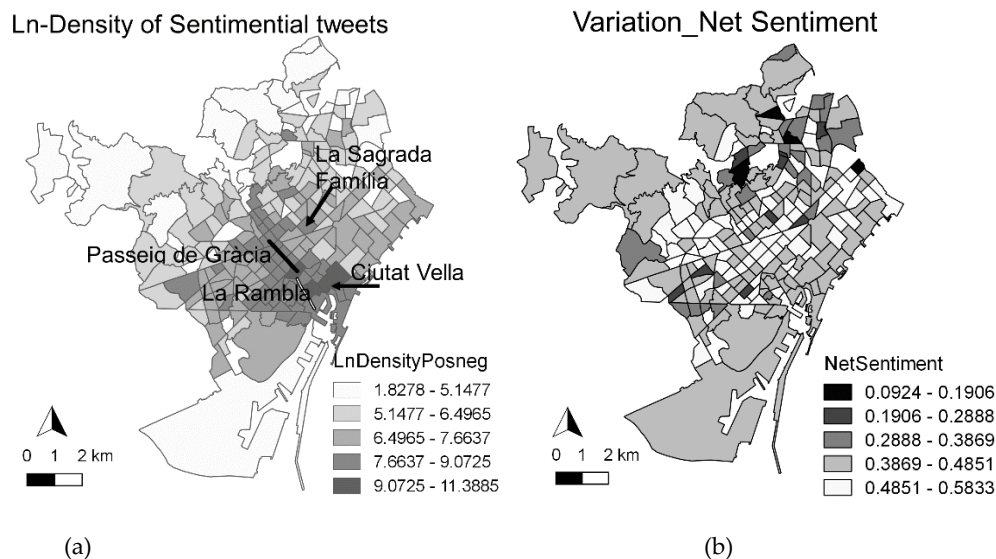 Ln-Density of Sentimential tweets
La Sagrada
Família
Passeig de Gràcia
Ciutat Vella
La Rambla
LnDensityPosneg
1.8278 - 5.1477
5.1477 - 6.4965
6.4965 - 7.6637
7.6637 - 9.0725
9.0725 - 11.3885
0 1 2 km
(a)
Variation_Net Sentiment
NetSentiment
0.0924 - 0.1906
0.1906 - 0.2888
0.2888 - 0.3869
0.3869 - 0.4851
0.4851 - 0.5833
0 1 2 km
(b)